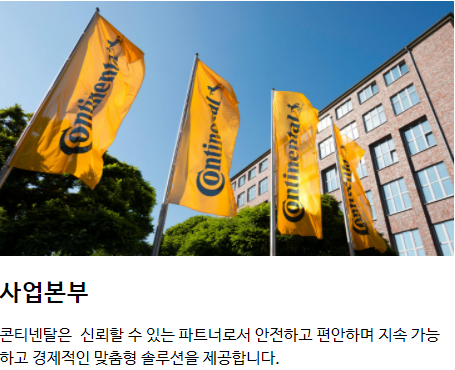 Continental
Continental
Continental
Continental
사업본부
콘티넨탈은  신뢰할 수 있는 파트너로서 안전하고 편안하며 지속 가능
하고 경제적인 맞춤형 솔루션을 제공합니다.